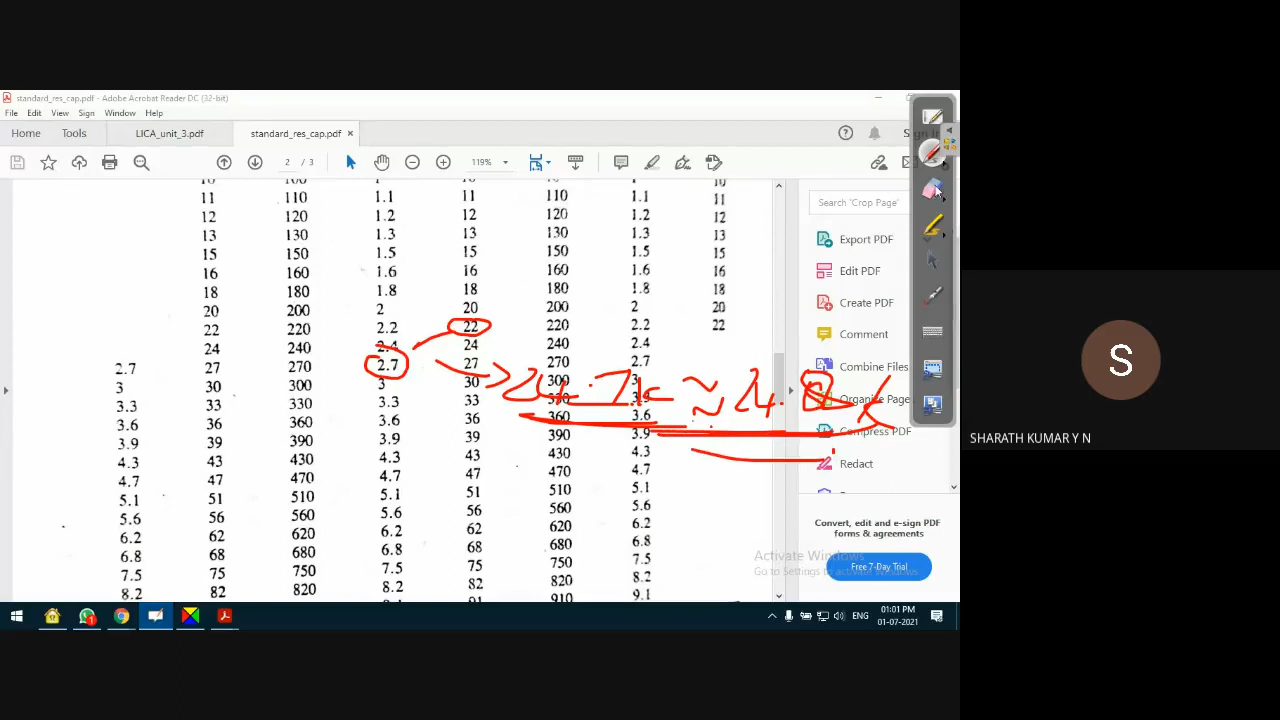 standard_res_cap.pdf - Adobe Acrobat Reader DC (32-bit)
File Edit View Sign Window Help
Home Tools LICA_unit_3.pdf standard_res_cap.pdf × Sign In
2 / 3 119%
10 100 1 10 100 1 10
11 110 1.1 11 110 1.1 11
12 120 1.2 12 120 1.2 12
13 130 1.3 13 130 1.3 13
15 150 1.5 15 150 1.5 15
16 160 1.6 16 160 1.6 16
18 180 1.8 18 180 1.8 18
20 200 2 20 200 2 20
22 220 2.2 22 220 2.2 22
24 240 2.4 24 240 2.4
2.7 27 270 2.7 27 270 2.7
3 30 300 3 30 300 3
3.3 33 330 3.3 33 330 3.3
3.6 36 360 3.6 36 360 3.6
3.9 39 390 3.9 39 390 3.9
4.3 43 430 4.3 43 430 4.3
4.7 47 470 4.7 47 470 4.7
5.1 51 510 5.1 51 510 5.1
5.6 56 560 5.6 56 560 5.6
6.2 62 620 6.2 62 620 6.2
6.8 68 680 6.8 68 680
7.5 75 750 7.5 75 750 7.5
8.2 82 820 8.2 82 820 8.2
91 910 9.1
24.7k ≈ 24.8k
Search 'Crop Page'
Export PDF
Edit PDF
Create PDF
Comment
Combine Files
Organize Page
Compress PDF
Redact
Convert, edit and e-sign PDF
forms & agreements
Free 7-Day Trial
Activate Windows
Go to Settings to activate Windows.
ENG
01:01 PM
01-07-2021
S
SHARATH KUMAR Y N